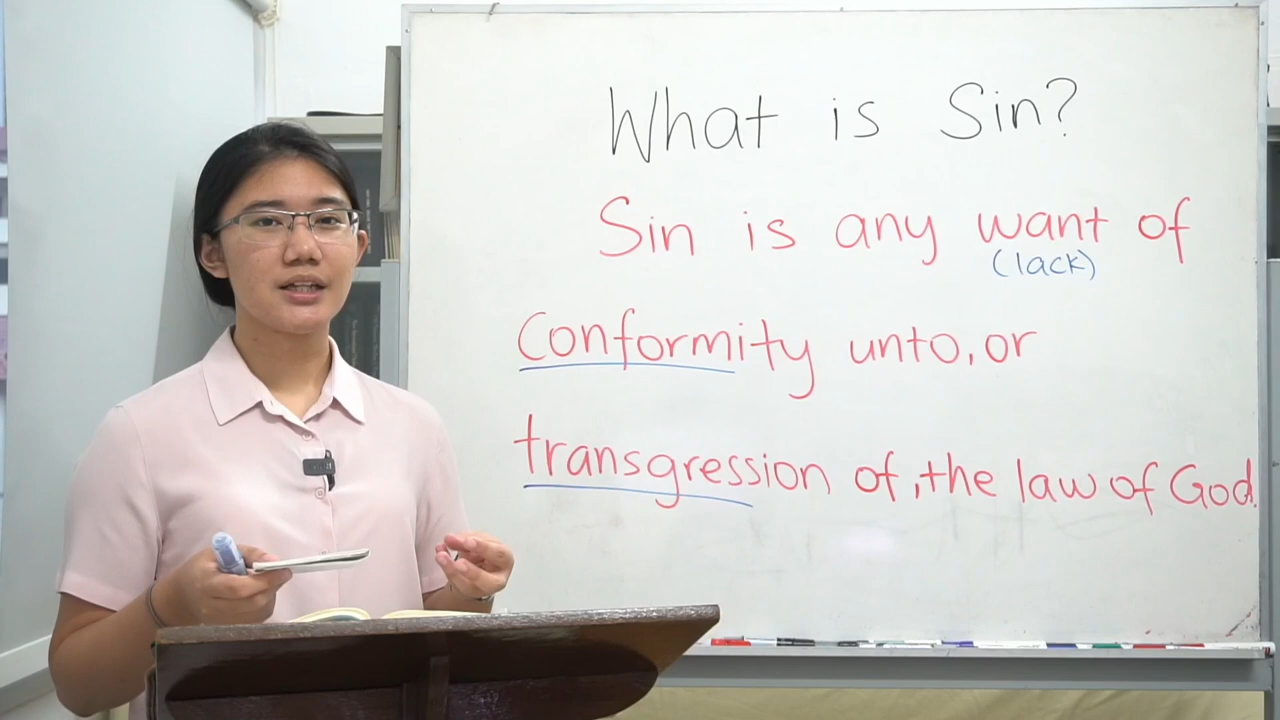 What is Sin?
Sin is any want of
(lack)
conformity unto, or
transgression of, the law of God.